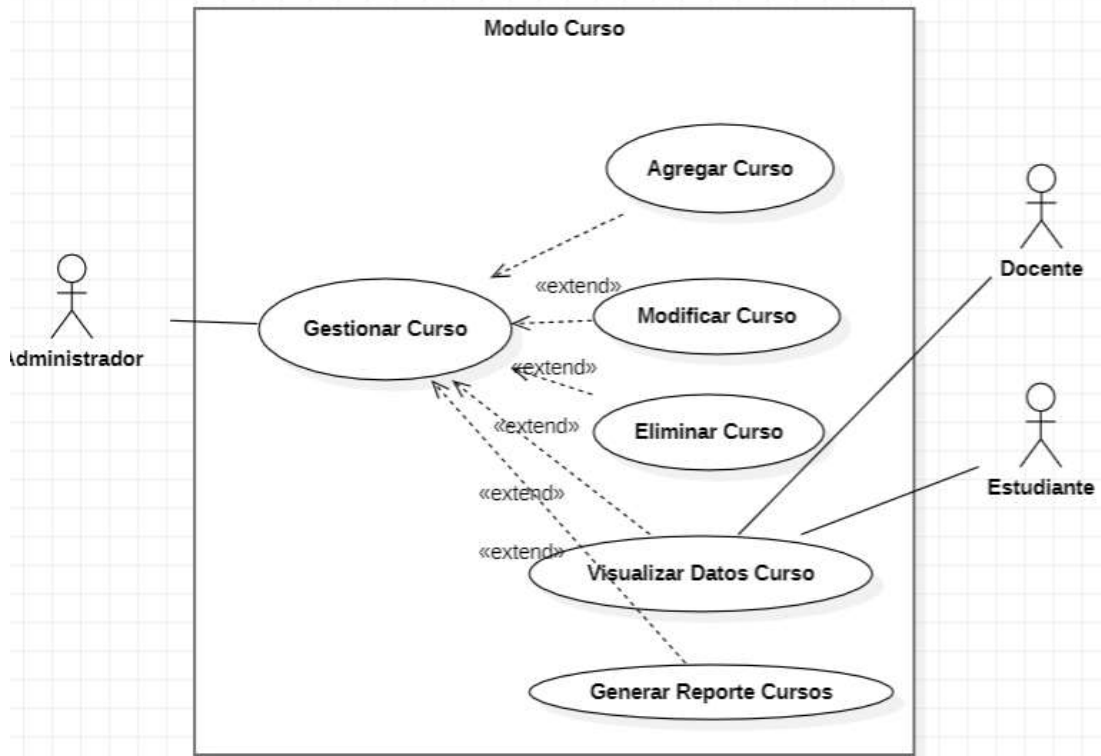 Modulo Curso
Agregar Curso
Docente
«extend»
Modificar Curso
Gestionar Curso
Administrador
«extend»
«extend»
Eliminar Curso
Estudiante
«extend»
«extend»
Visualizar Datos Curso
Generar Reporte Cursos